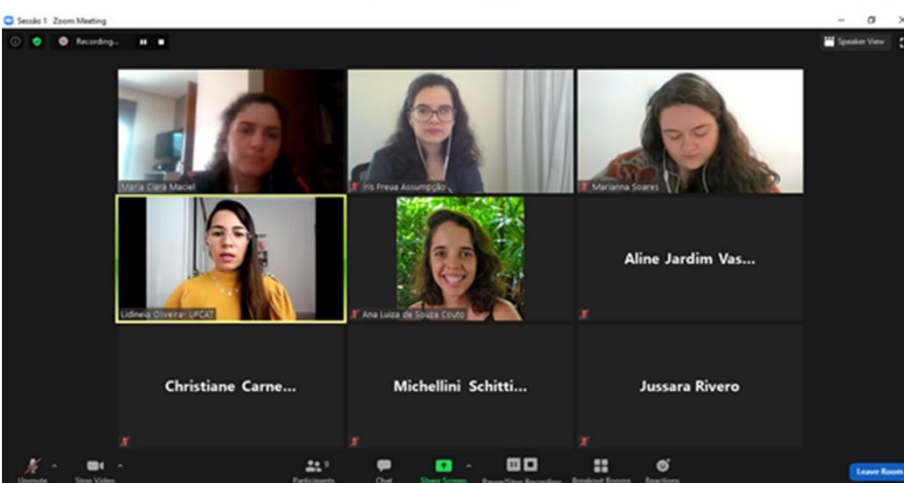 Sessão 1 Zoom Meeting
Recording...
Speaker View
Maria Clara Maciel
Iris Freua Assumpção
Marianna Soares
Lidineia Oliveira- UFCAT
Ana Luiza de Souza Couto
Aline Jardim Vas...
Christiane Carne...
Michellini Schitti...
Jussara Rivero
9
Unmute
Stop Video
Participants
Chat
Share Screen
Pause/Stop Recording
Breakout Rooms
Reactions
Leave Room